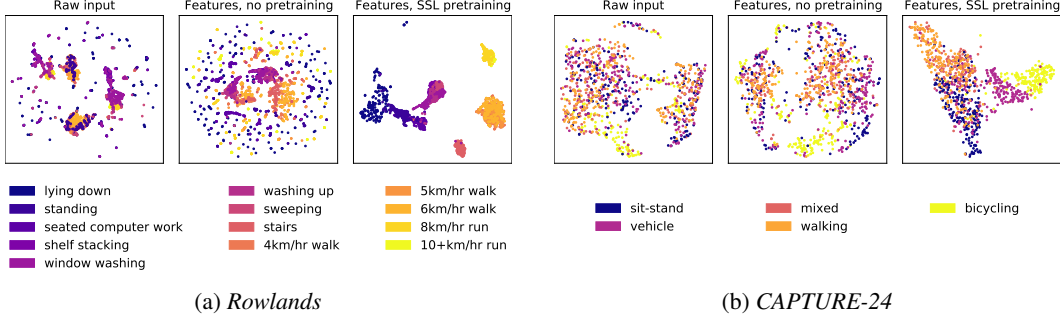 Raw input
Features, no pretraining
Features, SSL pretraining
lying down
standing
seated computer work
shelf stacking
window washing
washing up
sweeping
stairs
4km/hr walk
5km/hr walk
6km/hr walk
8km/hr run
10+km/hr run
(a) Rowlands
Raw input
Features, no pretraining
Features, SSL pretraining
sit-stand
vehicle
mixed
walking
bicycling
(b) CAPTURE-24